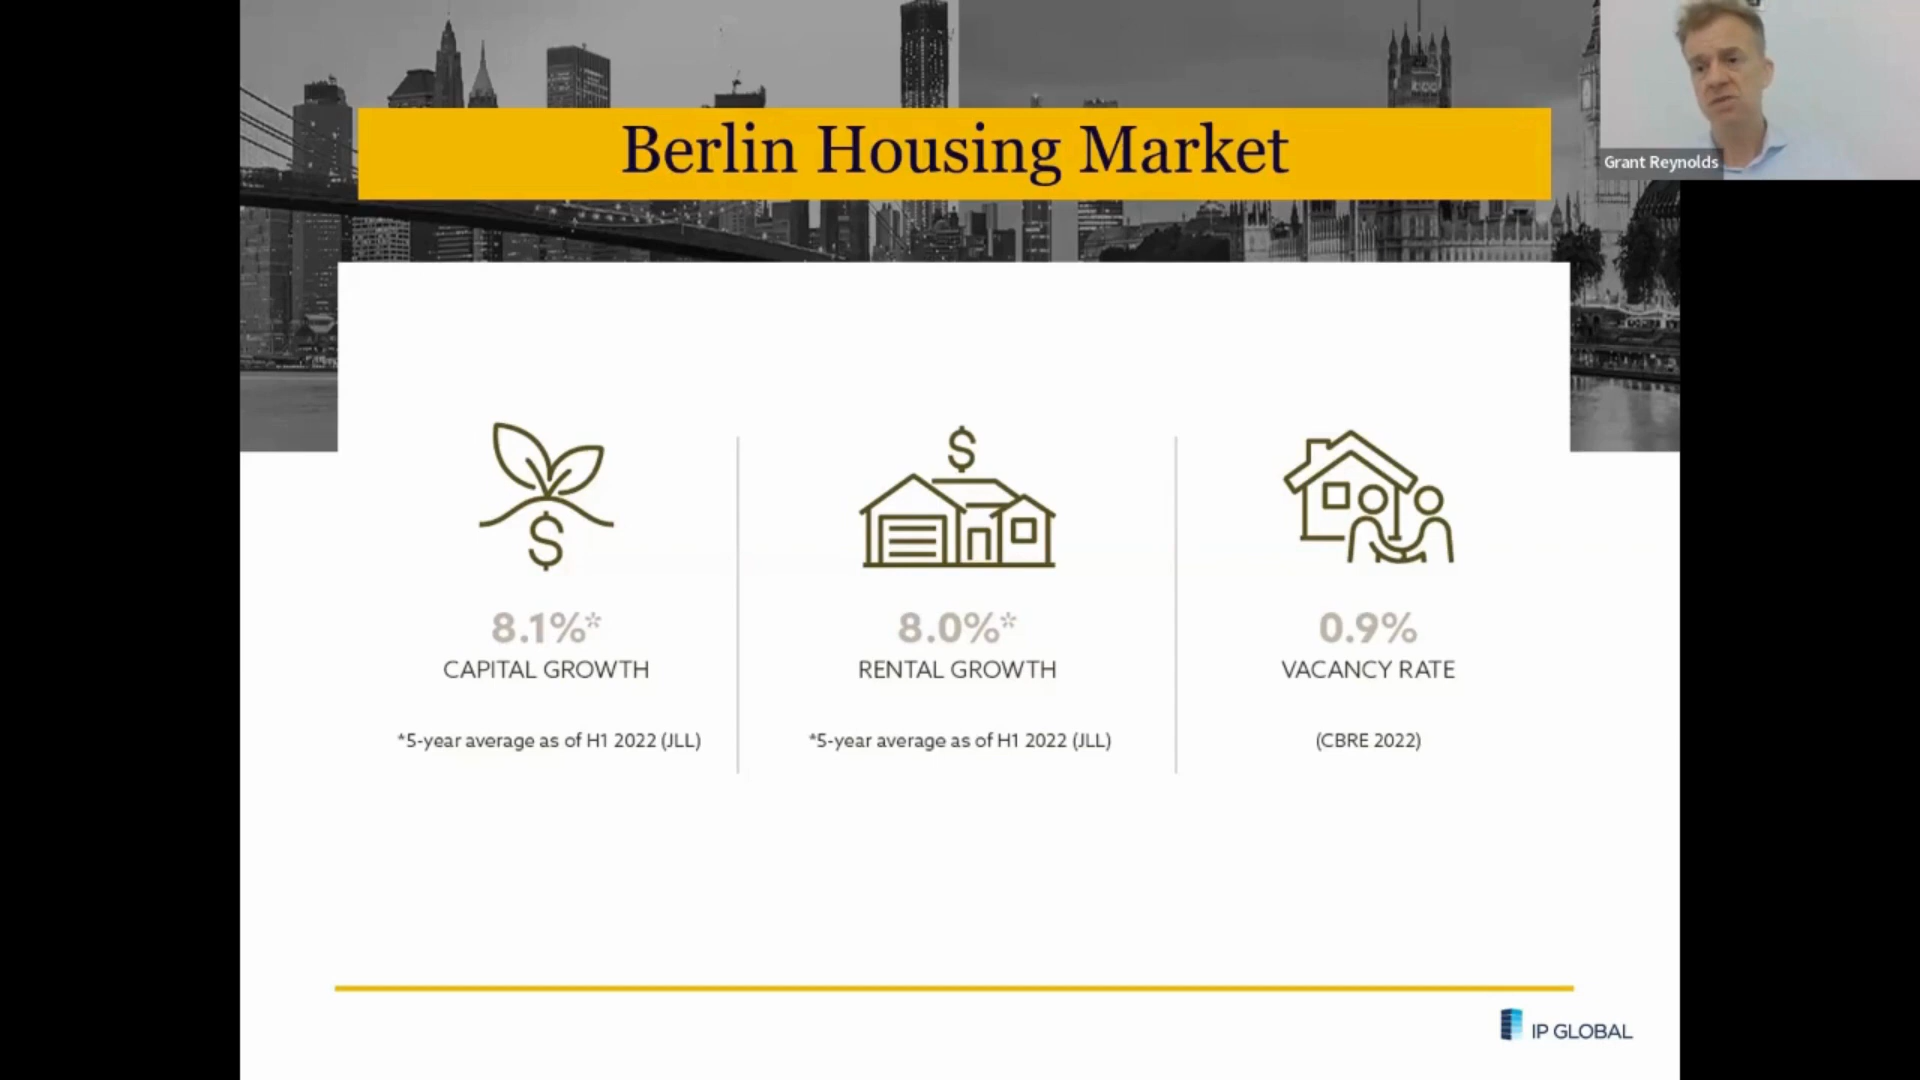 Berlin Housing Market
Grant Reynolds
8.1%*
CAPITAL GROWTH
*5-year average as of H1 2022 (JLL)
8.0%*
RENTAL GROWTH
*5-year average as of H1 2022 (JLL)
0.9%
VACANCY RATE
(CBRE 2022)
IP GLOBAL